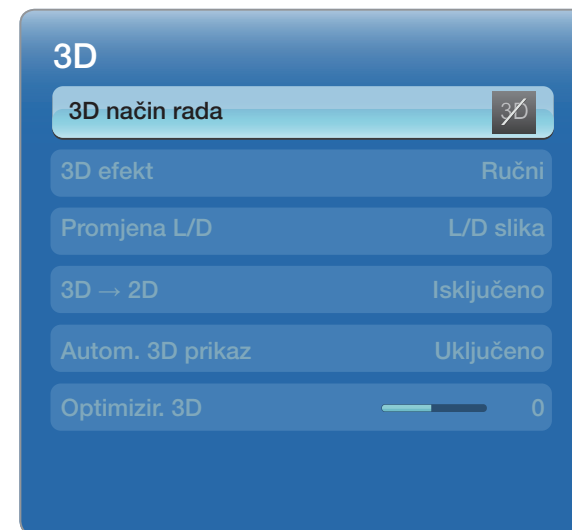 3D
3D način rada 3D
3D efekt Ručni
Promjena L/D L/D slika
3D → 2D Isključeno
Autom. 3D prikaz Uključeno
Optimizir. 3D 0